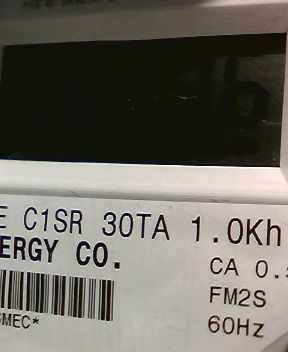 E C1SR 30TA 1.0Kh
ERGY CO.
CA 0.5
FM2S
60Hz
SMEC*